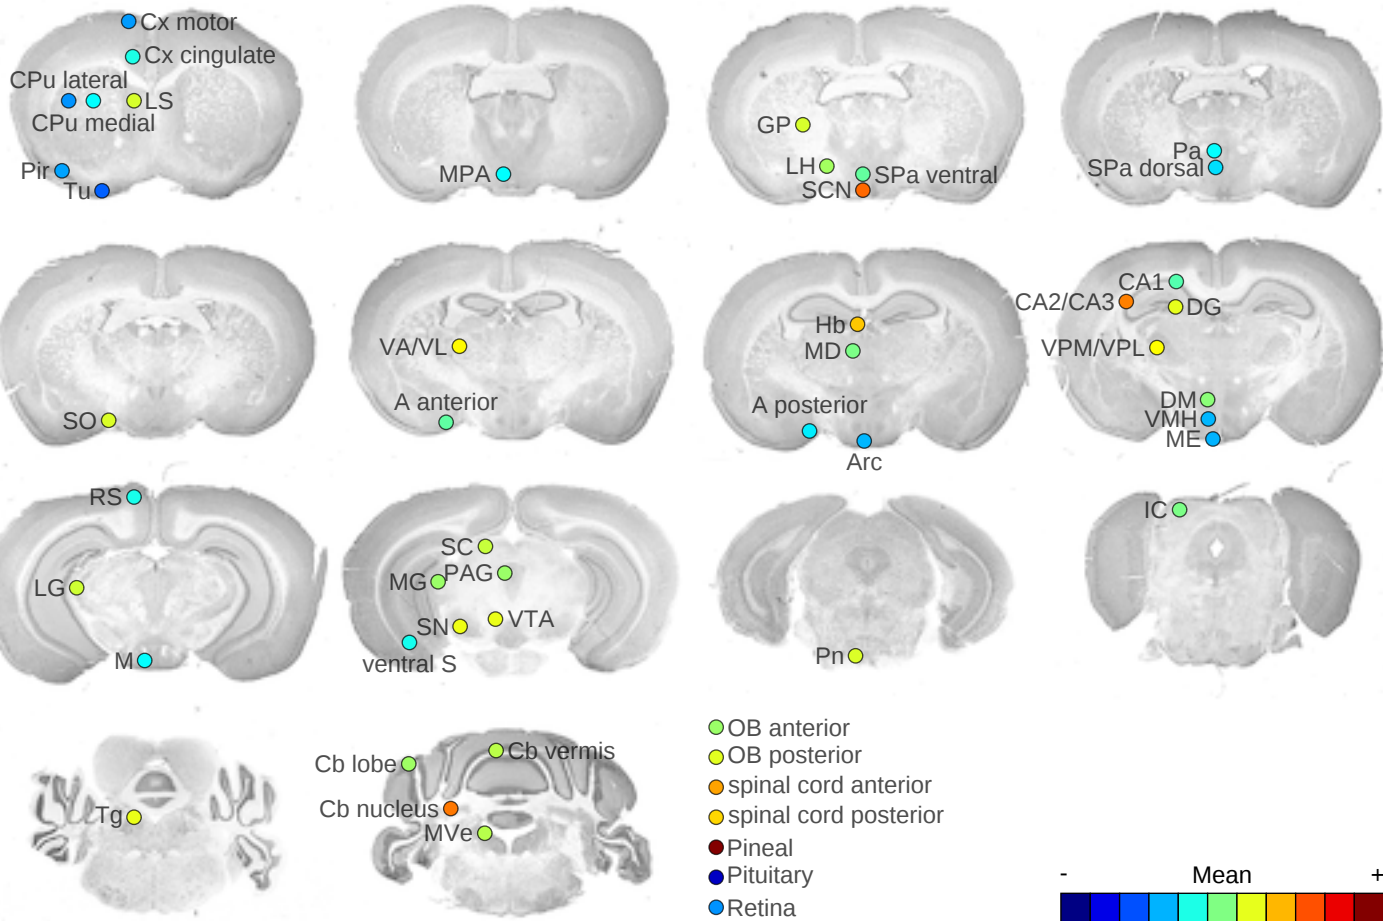 Cx motor
Cx cingulate
CPu lateral
LS
CPu medial
Pir
Tu
MPA
GP
LH
SPa ventral
SCN
Pa
SPa dorsal
SO
VA/VL
A anterior
Hb
MD
A posterior
Arc
CA1
CA2/CA3
DG
VPM/VPL
DM
VMH
ME
RS
LG
M
SC
MG
PAG
SN
VTA
ventral S
Pn
IC
Tg
Cb lobe
Cb vermis
Cb nucleus
MVe
OB anterior
OB posterior
spinal cord anterior
spinal cord posterior
Pineal
Pituitary
Retina
- Mean +